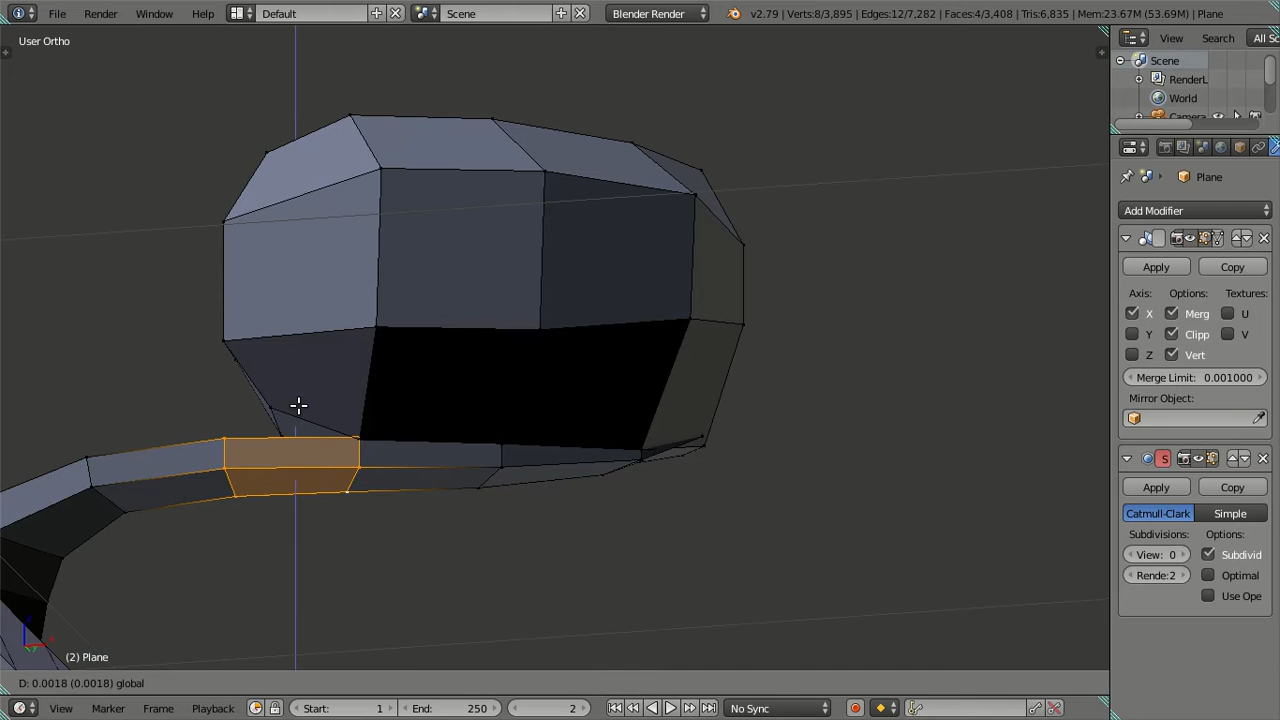 File Render Window Help Default Scene Blender Render v2.79 | Verts:8/3,895 | Edges:12/7,282 | Faces:4/3,408 | Tris:6,835 | Mem:23.67M (53.69M) | Plane
User Ortho
View Search All Sc
Scene
RenderL
World
Camera
Plane
Add Modifier
Apply Copy
Axis: Options: Textures:
X Merg U
Y Clipp V
Z Vert
Merge Limit: 0.001000
Mirror Object:
S
Apply Copy
Catmull-Clark Simple
Subdivisions: Options:
View: 0 Subdivid
Rende:2 Optimal
Use Ope
(2) Plane
D: 0.0018 (0.0018) global
View Marker Frame Playback Start: 1 End: 250 2 No Sync